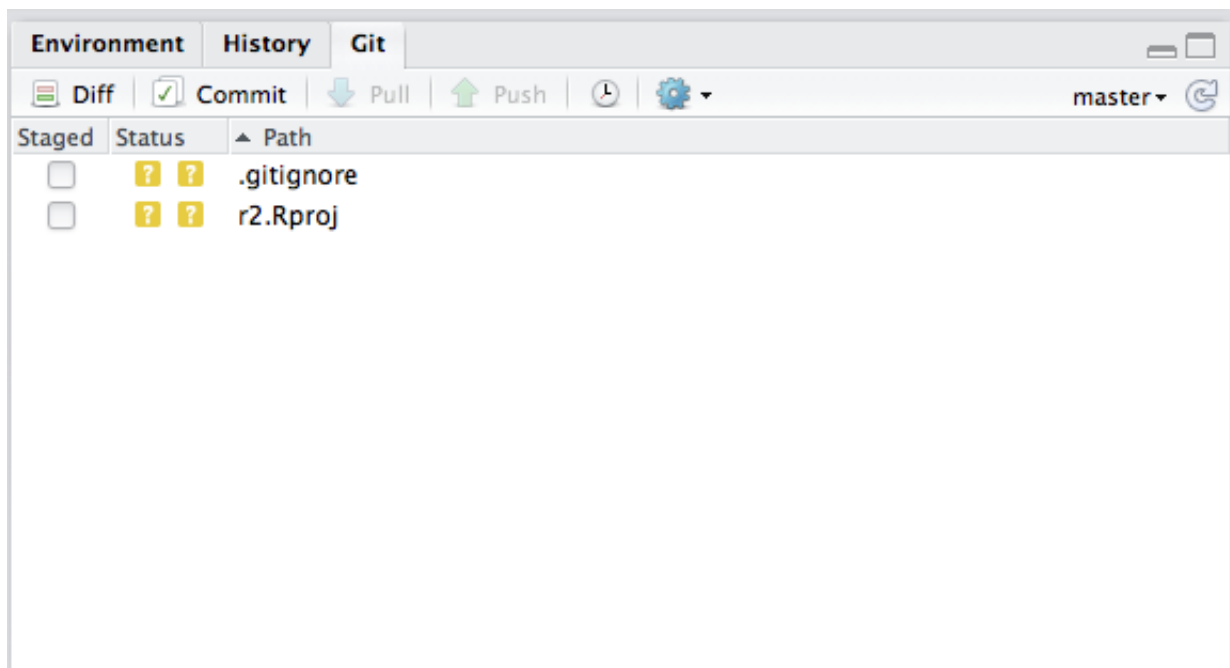 Environment History Git
Diff Commit Pull Push master
Staged Status Path
? ? .gitignore
? ? r2.Rproj